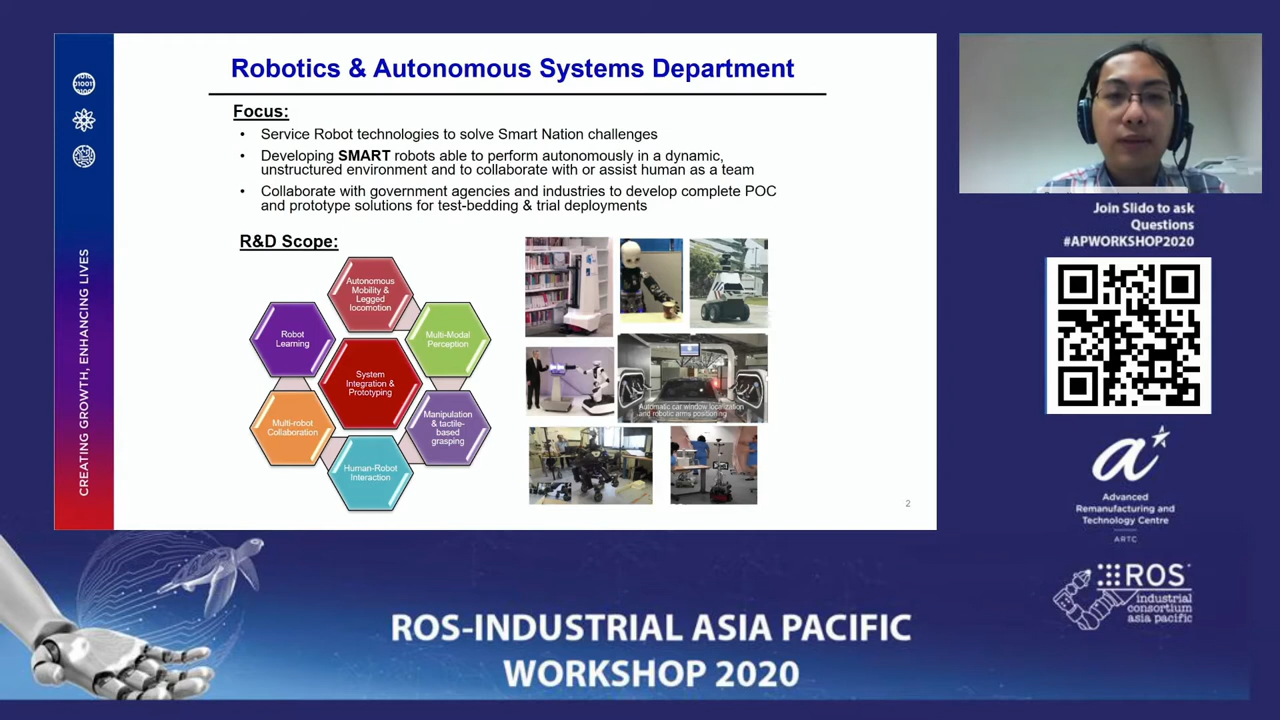 Robotics & Autonomous Systems Department
Focus:
• Service Robot technologies to solve Smart Nation challenges
• Developing SMART robots able to perform autonomously in a dynamic,
unstructured environment and to collaborate with or assist human as a team
• Collaborate with government agencies and industries to develop complete POC
and prototype solutions for test-bedding & trial deployments
R&D Scope:
Autonomous
Mobility &
Legged
locomotion
Robot
Learning
Multi-Modal
Perception
System
Integration &
Prototyping
Multi-robot
Collaboration
Manipulation
& tactile-
based
grasping
Human-Robot
Interaction
Automatic car window localization
and robotic arms positioning
2
CREATING GROWTH, ENHANCING LIVES
Join Slido to ask
Questions
#APWORKSHOP2020
Advanced
Remanufacturing and
Technology Centre
ARTC
ROS
industrial
consortium
asia pacific
ROS-INDUSTRIAL ASIA PACIFIC
WORKSHOP 2020